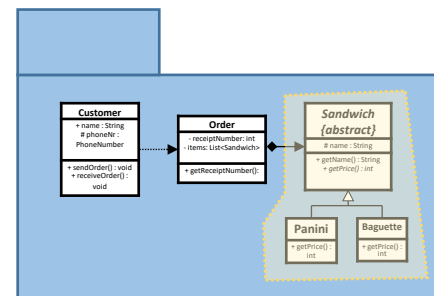 Customer
+ name : String
# phoneNr :
PhoneNumber
+ sendOrder() : void
+ receiveOrder() :
void
Order
- receiptNumber: int
- items: List<Sandwich>
+ getReceiptNumber():
Sandwich
{abstract}
# name : String
+ getName() : String
+ getPrice() : int
Panini
+ getPrice() :
int
Baguette
+ getPrice() :
int